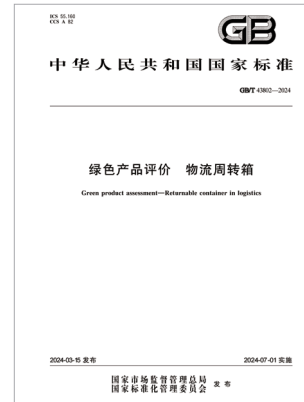 ICS 55.160
CCS A 82
GB
中华人民共和国国家标准
GB/T 43802—2024
绿色产品评价 物流周转箱
Green product assessment—Returnable container in logistics
2024-03-15 发布
2024-07-01 实施
国家市场监督管理总局
国家标准化管理委员会
发布